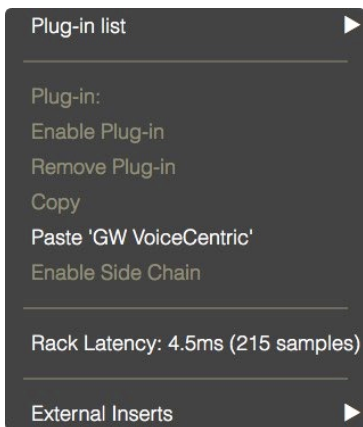 Plug-in list
Plug-in:
Enable Plug-in
Remove Plug-in
Copy
Paste 'GW VoiceCentric'
Enable Side Chain
Rack Latency: 4.5ms (215 samples)
External Inserts